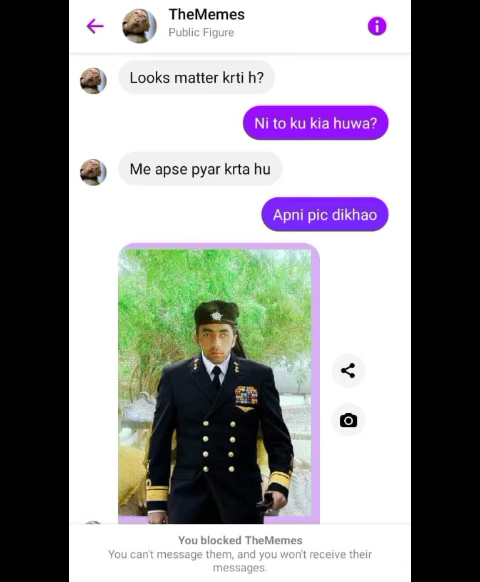 TheMemes
Public Figure
Looks matter krti h?
Ni to ku kia huwa?
Me apse pyar krta hu
Apni pic dikhao
You blocked TheMemes
You can't message them, and you won't receive their
messages.